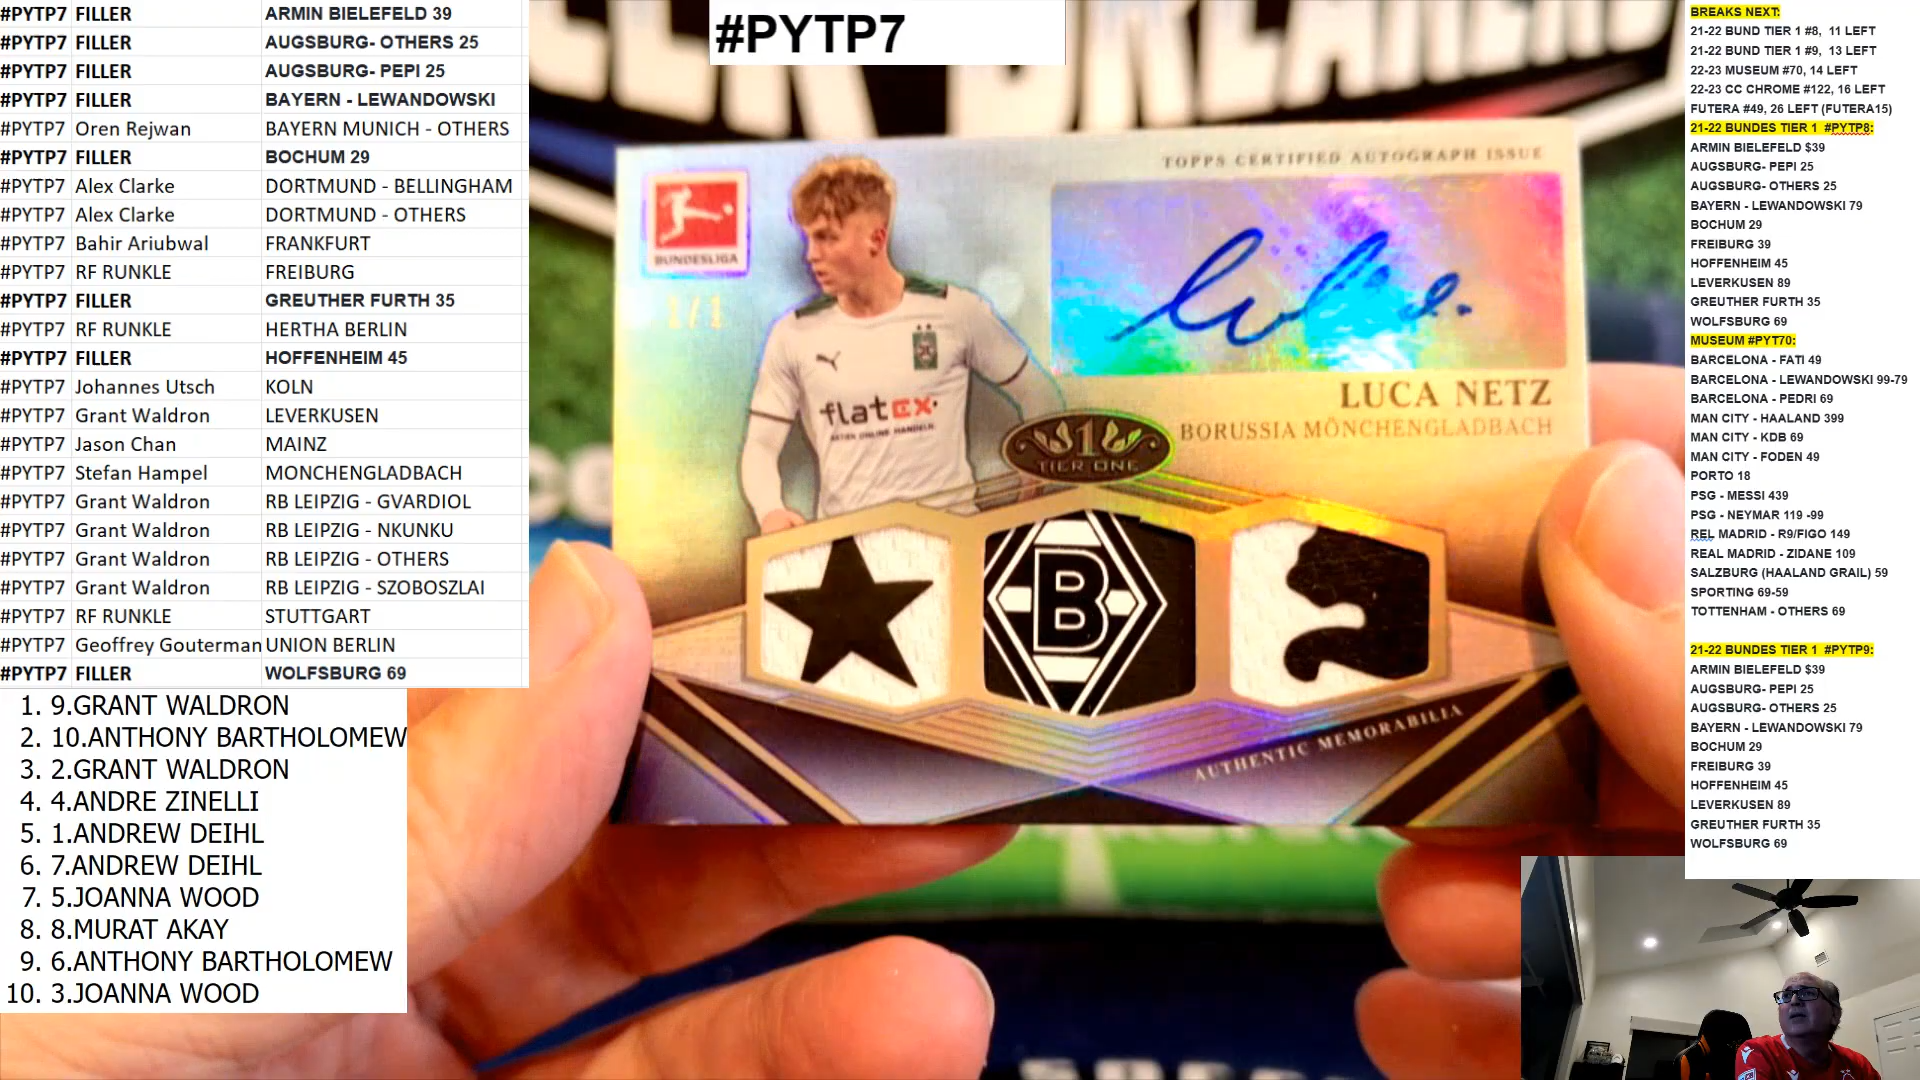 #PYTP7 FILLER ARMIN BIELEFELD 39
#PYTP7 FILLER AUGSBURG- OTHERS 25
#PYTP7 FILLER AUGSBURG- PEPI 25
#PYTP7 FILLER BAYERN - LEWANDOWSKI
#PYTP7 Oren Rejwan BAYERN MUNICH - OTHERS
#PYTP7 FILLER BOCHUM 29
#PYTP7 Alex Clarke DORTMUND - BELLINGHAM
#PYTP7 Alex Clarke DORTMUND - OTHERS
#PYTP7 Bahir Ariubwal FRANKFURT
#PYTP7 RF RUNKLE FREIBURG
#PYTP7 FILLER GREUTHER FURTH 35
#PYTP7 RF RUNKLE HERTHA BERLIN
#PYTP7 FILLER HOFFENHEIM 45
#PYTP7 Johannes Utsch KOLN
#PYTP7 Grant Waldron LEVERKUSEN
#PYTP7 Jason Chan MAINZ
#PYTP7 Stefan Hampel MONCHENGLADBACH
#PYTP7 Grant Waldron RB LEIPZIG - GVARDIOL
#PYTP7 Grant Waldron RB LEIPZIG - NKUNKU
#PYTP7 Grant Waldron RB LEIPZIG - OTHERS
#PYTP7 Grant Waldron RB LEIPZIG - SZOBOSZLAI
#PYTP7 RF RUNKLE STUTTGART
#PYTP7 Geoffrey Gouterman UNION BERLIN
#PYTP7 FILLER WOLFSBURG 69
1. 9.GRANT WALDRON
2. 10.ANTHONY BARTHOLOMEW
3. 2.GRANT WALDRON
4. 4.ANDRE ZINELLI
5. 1.ANDREW DEIHL
6. 7.ANDREW DEIHL
7. 5.JOANNA WOOD
8. 8.MURAT AKAY
9. 6.ANTHONY BARTHOLOMEW
10. 3.JOANNA WOOD
#PYTP7
TOPPS CERTIFIED AUTOGRAPH ISSUE
BUNDESLIGA
1/1
LUCA NETZ
BORUSSIA MÖNCHENGLADBACH
flatex
1
TIER ONE
B
AUTHENTIC MEMORABILIA
BREAKS NEXT:
21-22 BUND TIER 1 #8, 11 LEFT
21-22 BUND TIER 1 #9, 13 LEFT
22-23 MUSEUM #70, 14 LEFT
22-23 CC CHROME #122, 16 LEFT
FUTERA #49, 26 LEFT (FUTERA15)
21-22 BUNDES TIER 1 #PYTP8:
ARMIN BIELEFELD $39
AUGSBURG- PEPI 25
AUGSBURG- OTHERS 25
BAYERN - LEWANDOWSKI 79
BOCHUM 29
FREIBURG 39
HOFFENHEIM 45
LEVERKUSEN 89
GREUTHER FURTH 35
WOLFSBURG 69
MUSEUM #PYT70:
BARCELONA - FATI 49
BARCELONA - LEWANDOWSKI 99-79
BARCELONA - PEDRI 69
MAN CITY - HAALAND 399
MAN CITY - KDB 69
MAN CITY - FODEN 49
PORTO 18
PSG - MESSI 439
PSG - NEYMAR 119 -99
REL MADRID - R9/FIGO 149
REAL MADRID - ZIDANE 109
SALZBURG (HAALAND GRAIL) 59
SPORTING 69-59
TOTTENHAM - OTHERS 69
21-22 BUNDES TIER 1 #PYTP9:
ARMIN BIELEFELD $39
AUGSBURG- PEPI 25
AUGSBURG- OTHERS 25
BAYERN - LEWANDOWSKI 79
BOCHUM 29
FREIBURG 39
HOFFENHEIM 45
LEVERKUSEN 89
GREUTHER FURTH 35
WOLFSBURG 69